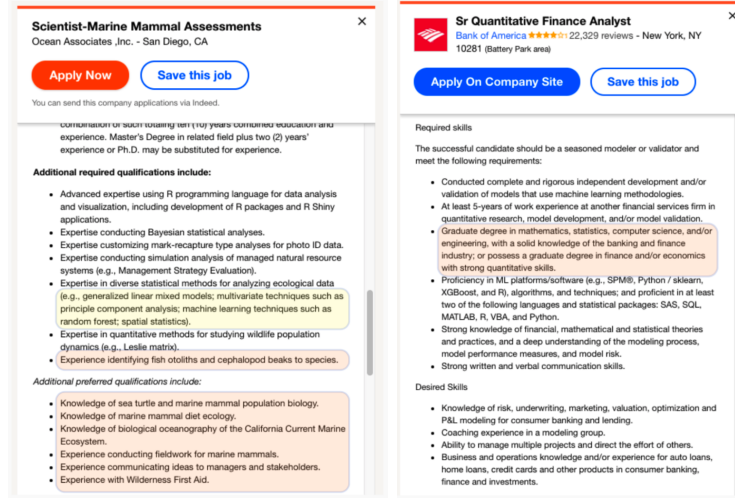 Scientist-Marine Mammal Assessments
Ocean Associates ,Inc. - San Diego, CA
Apply Now
Save this job
You can send this company applications via Indeed.
combination of such totaling ten (10) years combined education and
experience. Master's Degree in related field plus two (2) years'
experience or Ph.D. may be substituted for experience.
Additional required qualifications include:
• Advanced expertise using R programming language for data analysis
and visualization, including development of R packages and R Shiny
applications.
• Expertise conducting Bayesian statistical analyses.
• Expertise customizing mark-recapture type analyses for photo ID data.
• Expertise conducting simulation analysis of managed natural resource
systems (e.g., Management Strategy Evaluation).
• Expertise in diverse statistical methods for analyzing ecological data
(e.g., generalized linear mixed models; multivariate techniques such as
principle component analysis; machine learning techniques such as
random forest; spatial statistics).
• Expertise in quantitative methods for studying wildlife population
dynamics (e.g., Leslie matrix).
• Experience identifying fish otoliths and cephalopod beaks to species.
Additional preferred qualifications include:
• Knowledge of sea turtle and marine mammal population biology.
• Knowledge of marine mammal diet ecology.
• Knowledge of biological oceanography of the California Current Marine
Ecosystem.
• Experience conducting fieldwork for marine mammals.
• Experience communicating ideas to managers and stakeholders.
• Experience with Wilderness First Aid.
Sr Quantitative Finance Analyst
Bank of America ★★★★☆ 22,329 reviews - New York, NY
10281 (Battery Park area)
Apply On Company Site
Save this job
Required skills
The successful candidate should be a seasoned modeler or validator and
meet the following requirements:
• Conducted complete and rigorous independent development and/or
validation of models that use machine learning methodologies.
• At least 5-years of work experience at another financial services firm in
quantitative research, model development, and/or model validation.
• Graduate degree in mathematics, statistics, computer science, and/or
engineering, with a solid knowledge of the banking and finance
industry; or possess a graduate degree in finance and/or economics
with strong quantitative skills.
• Proficiency in ML platforms/software (e.g., SPM®, Python / sklearn,
XGBoost, and R), algorithms, and techniques; and proficient in at least
two of the following languages and statistical packages: SAS, SQL,
MATLAB, R, VBA, and Python.
• Strong knowledge of financial, mathematical and statistical theories
and practices, and a deep understanding of the modeling process,
model performance measures, and model risk.
• Strong written and verbal communication skills.
Desired Skills
• Knowledge of risk, underwriting, marketing, valuation, optimization and
P&L modeling for consumer banking and lending.
• Coaching experience in a modeling group.
• Ability to manage multiple projects and direct the effort of others.
• Business and operations knowledge and/or experience for auto loans,
home loans, credit cards and other products in consumer banking,
finance and investments.